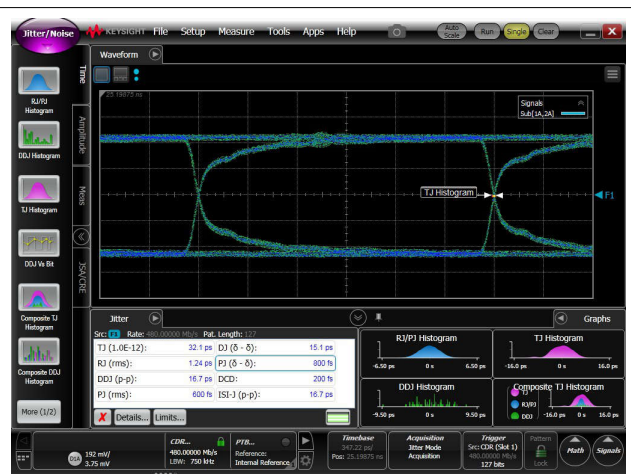 Jitter/Noise
KEYSIGHT File Setup Measure Tools Apps Help
Auto Scale
Run
Single
Clear
Waveform
25.19875 ns
Signals
Sub[1A,2A]
TJ Histogram
F1
Time
Amplitude
Meas
JSA/CRE
RJ/PJ
Histogram
DDJ Histogram
TJ Histogram
DDJ Vs Bit
Composite TJ
Histogram
Composite DDJ
Histogram
More (1/2)
Jitter
Graphs
Src: F1 Rate: 480.00000 Mb/s Pat. Length: 127
TJ (1.0E-12): 32.1 ps DJ (δ - δ): 15.1 ps
RJ (rms): 1.24 ps PJ (δ - δ): 800 fs
DDJ (p-p): 16.7 ps DCD: 200 fs
PJ (rms): 600 fs ISI-J (p-p): 16.7 ps
Details... Limits...
RJ/PJ Histogram
-6.50 ps 0 s 6.50 ps
TJ Histogram
-16.0 ps 0 s 16.0 ps
DDJ Histogram
-9.50 ps 0 s 9.50 ps
Composite TJ Histogram
TJ
RJ/PJ
DDJ
-16.0 ps 0 s 16.0 ps
D1A
192 mV/
3.75 mV
CDR...
480.00000 Mb/s
LBW: 750 kHz
PTB...
Reference:
Internal Reference
Timebase
347.22 ps/
Pos: 25.19875 ns
Acquisition
Jitter Mode
Acquisition
Trigger
Src: CDR (Slot 1)
480.00000 Mb/s
127 bits
Pattern
Lock
Math
Signals